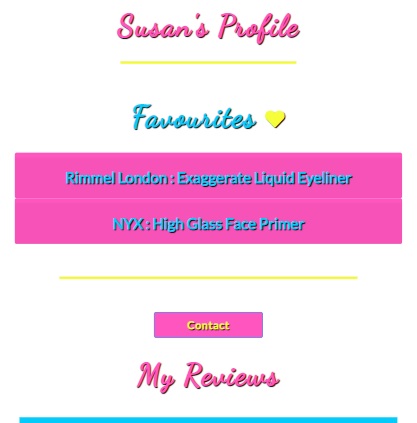 Susan's Profile
Favourites
Rimmel London : Exaggerate Liquid Eyeliner
NYX : High Glass Face Primer
Contact
My Reviews